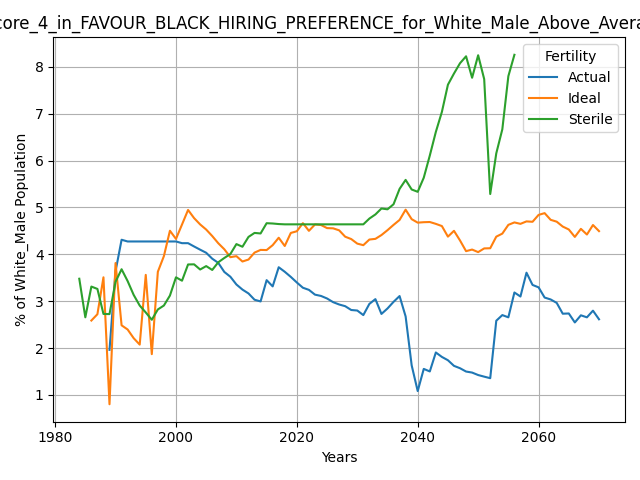 core_4_in_FAVOUR_BLACK_HIRING_PREFERENCE_for_White_Male_Above_Avera
Fertility
Actual
Ideal
Sterile
% of White_Male Population
8
7
6
5
4
3
2
1
1980
2000
2020
2040
2060
Years